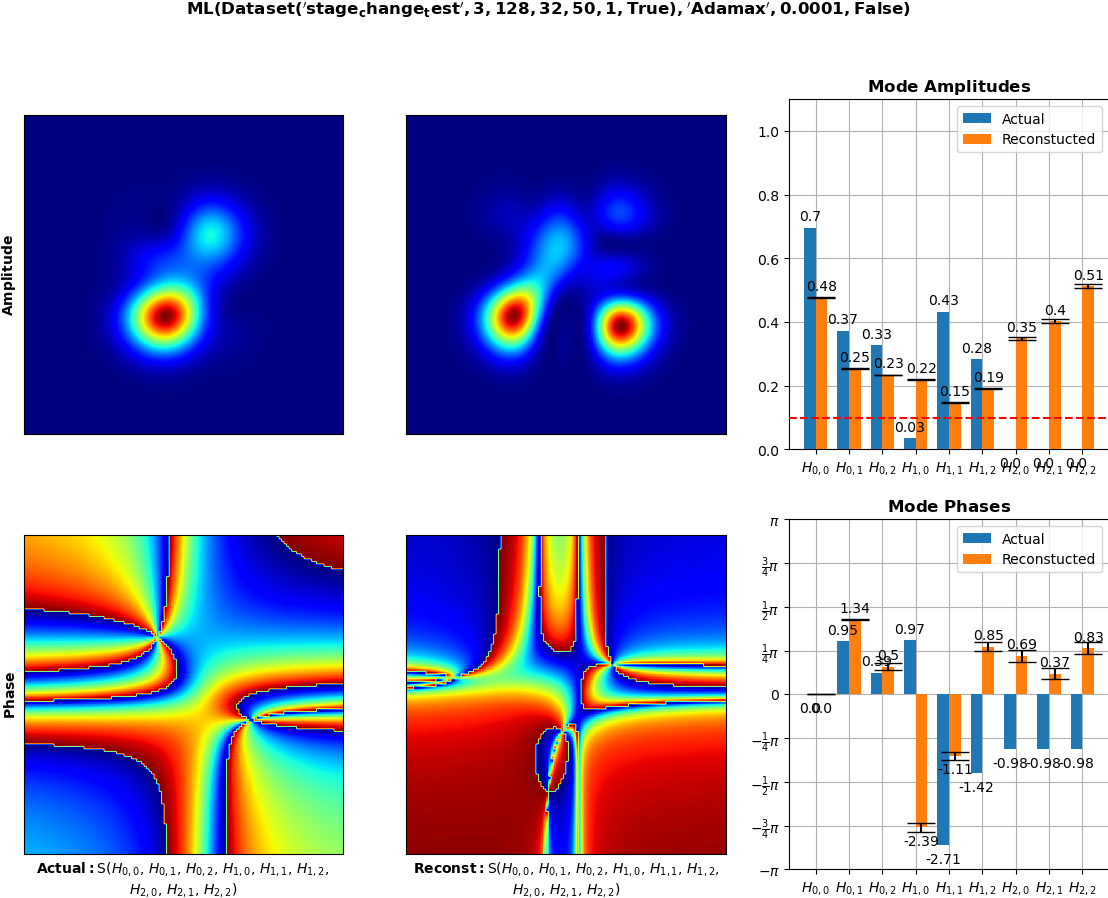 ML(Dataset('stage_change_test', 3, 128, 32, 50, 1, True), 'Adamax', 0.0001, False)
Amplitude
Mode Amplitudes
Actual
Reconstucted
1.0
0.8
0.6
0.4
0.2
0.0
0.7
0.48
0.37
0.25
0.33
0.23
0.03
0.22
0.43
0.15
0.28
0.19
0.0
0.35
0.0
0.4
0.0
0.51
H0,0 H0,1 H0,2 H1,0 H1,1 H1,2 H2,0 H2,1 H2,2
Phase
Actual: S(H0,0, H0,1, H0,2, H1,0, H1,1, H1,2,
H2,0, H2,1, H2,2)
Reconst: S(H0,0, H0,1, H0,2, H1,0, H1,1, H1,2,
H2,0, H2,1, H2,2)
Mode Phases
Actual
Reconstucted
π
3/4π
1/2π
1/4π
0
−1/4π
−1/2π
−3/4π
−π
0.0
0.0
0.95
1.34
0.39
0.5
0.97
-2.39
-2.71
-1.11
-1.42
0.85
-0.98
0.69
-0.98
0.37
-0.98
0.83
H0,0 H0,1 H0,2 H1,0 H1,1 H1,2 H2,0 H2,1 H2,2